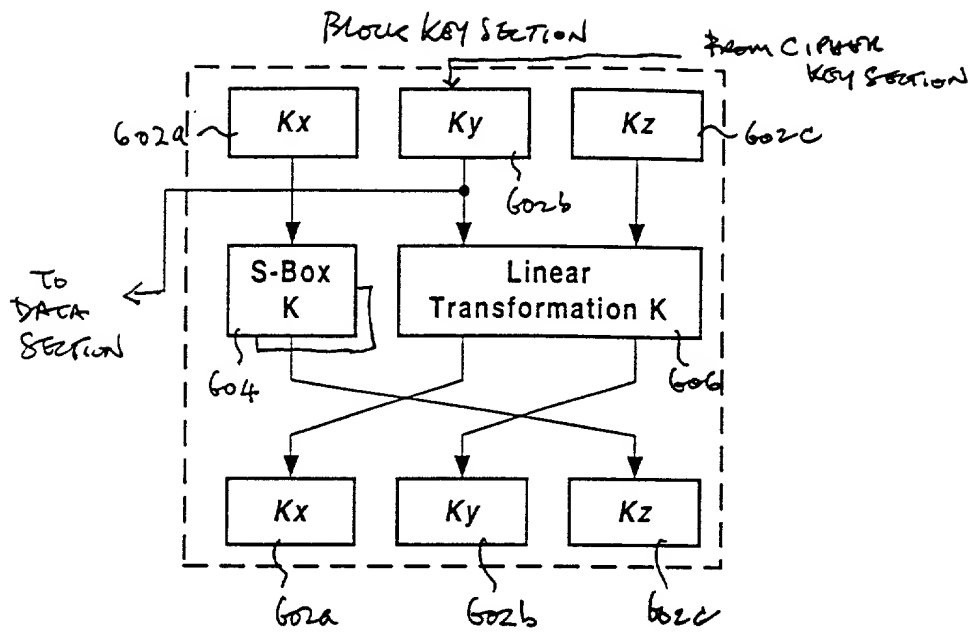 BLOCK KEY SECTION
FROM CIPHER
KEY SECTION
602a
Kx
Ky
Kz
602c
602b
TO
DATA
SECTION
S-Box
K
Linear
Transformation K
604
606
Kx
Ky
Kz
602a
602b
602c